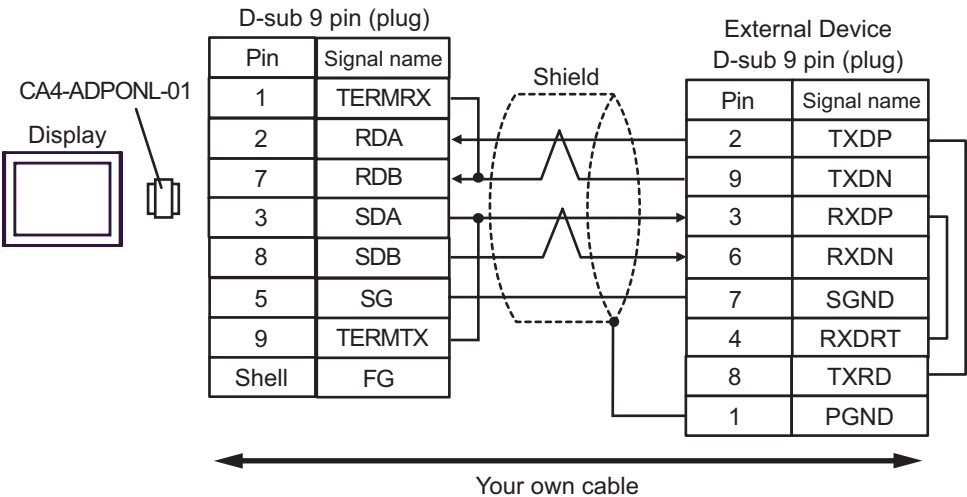 D-sub 9 pin (plug)
Pin Signal name
1 TERMRX
2 RDA
7 RDB
3 SDA
8 SDB
5 SG
9 TERMTX
Shell FG
CA4-ADPONL-01
Display
Shield
External Device
D-sub 9 pin (plug)
Pin Signal name
2 TXDP
9 TXDN
3 RXDP
6 RXDN
7 SGND
4 RXDRT
8 TXRD
1 PGND
Your own cable